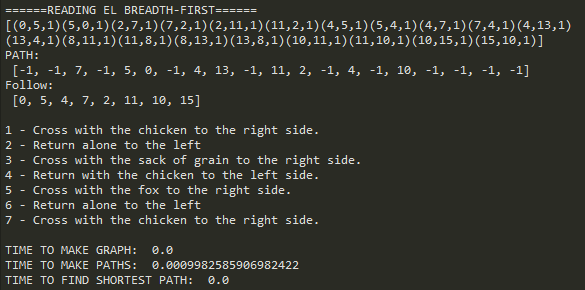 ======READING EL BREADTH-FIRST======
[(0,5,1)(5,0,1)(2,7,1)(7,2,1)(2,11,1)(11,2,1)(4,5,1)(5,4,1)(4,7,1)(7,4,1)(4,13,1)
(13,4,1)(8,11,1)(11,8,1)(8,13,1)(13,8,1)(10,11,1)(11,10,1)(10,15,1)(15,10,1)]
PATH:
[-1, -1, 7, -1, 5, 0, -1, 4, 13, -1, 11, 2, -1, 4, -1, 10, -1, -1, -1, -1]
Follow:
[0, 5, 4, 7, 2, 11, 10, 15]
1 - Cross with the chicken to the right side.
2 - Return alone to the left
3 - Cross with the sack of grain to the right side.
4 - Return with the chicken to the left side.
5 - Cross with the fox to the right side.
6 - Return alone to the left
7 - Cross with the chicken to the right side.
TIME TO MAKE GRAPH:  0.0
TIME TO MAKE PATHS:  0.0009982585906982422
TIME TO FIND SHORTEST PATH:  0.0